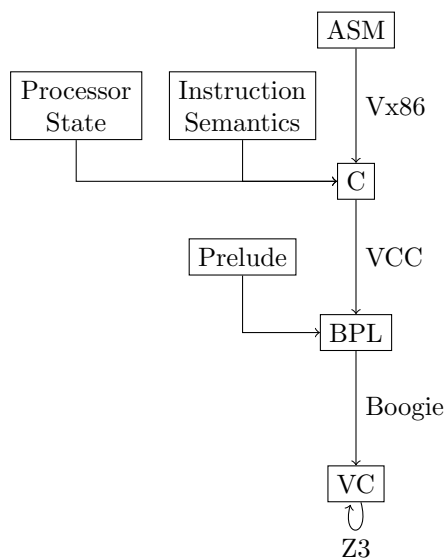 ASM
Processor
State
Instruction
Semantics
Vx86
C
Prelude
VCC
BPL
Boogie
VC
Z3